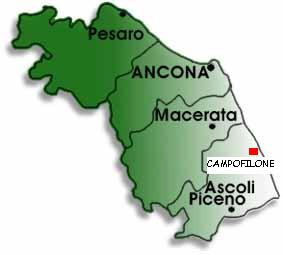 Pesaro
ANCONA
Macerata
CAMPOFILONE
Ascoli
Piceno